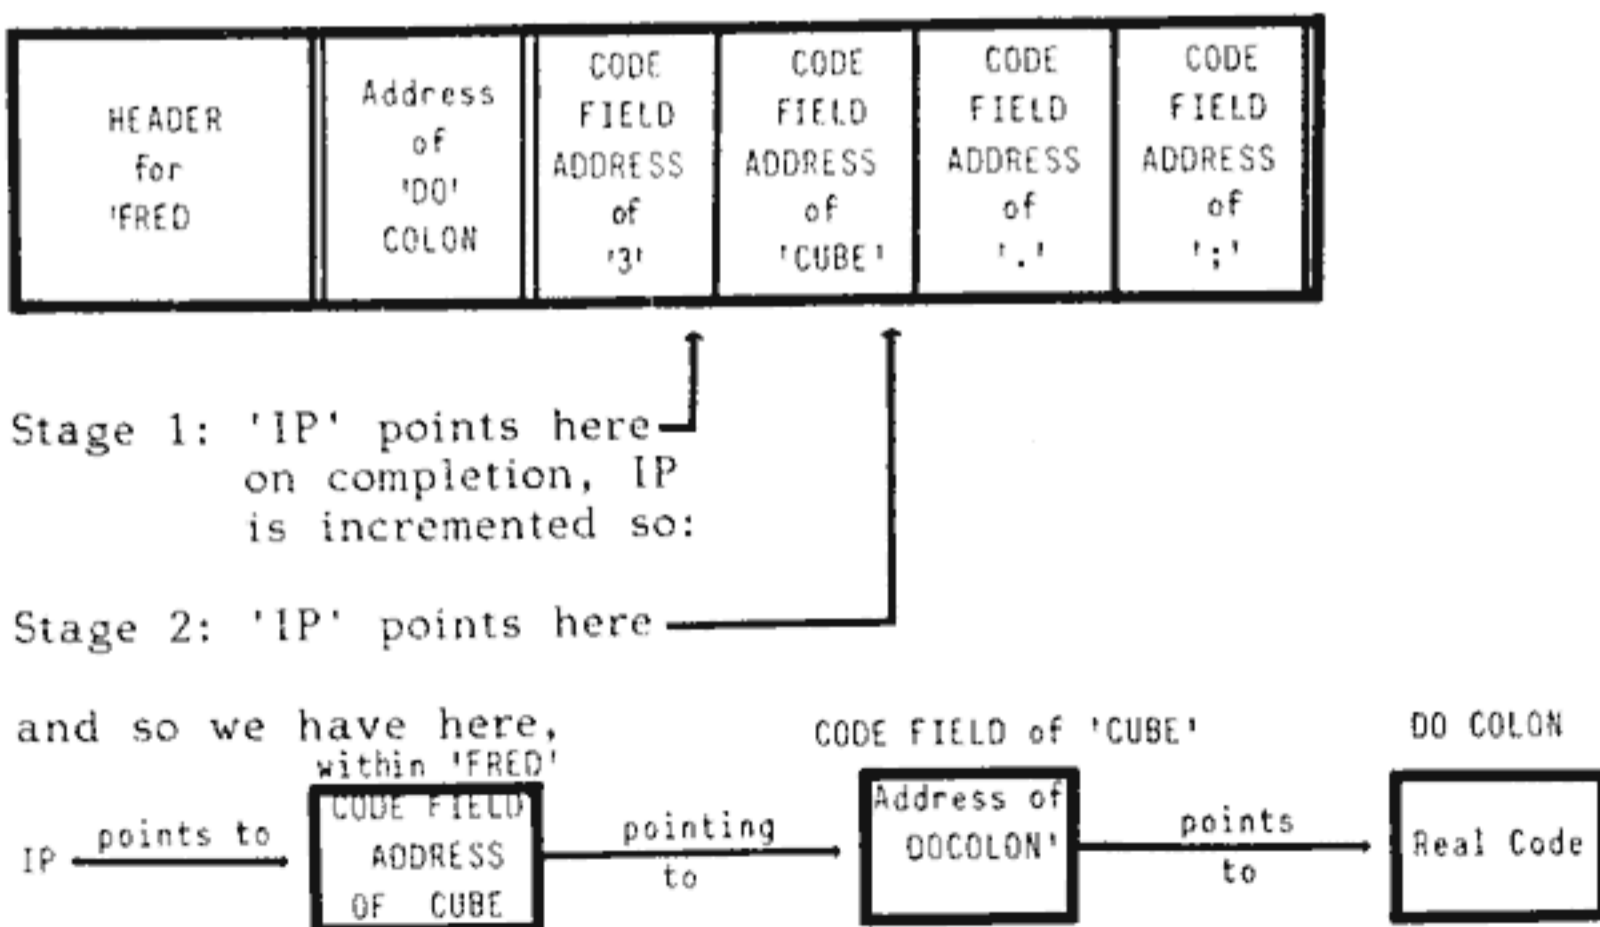 HEADER
for
'FRED
Address
of
'DO'
COLON
CODE
FIELD
ADDRESS
of
'3'
CODE
FIELD
ADDRESS
of
'CUBE'
CODE
FIELD
ADDRESS
of
'.'
CODE
FIELD
ADDRESS
of
';'
Stage 1: 'IP' points here
on completion, IP
is incremented so:
Stage 2: 'IP' points here
and so we have here,
within 'FRED'
CODE FIELD of 'CUBE'
DO COLON
IP
points to
CODE FIELD
ADDRESS
OF CUBE
pointing
to
Address of
DOCOLON'
points
to
Real Code